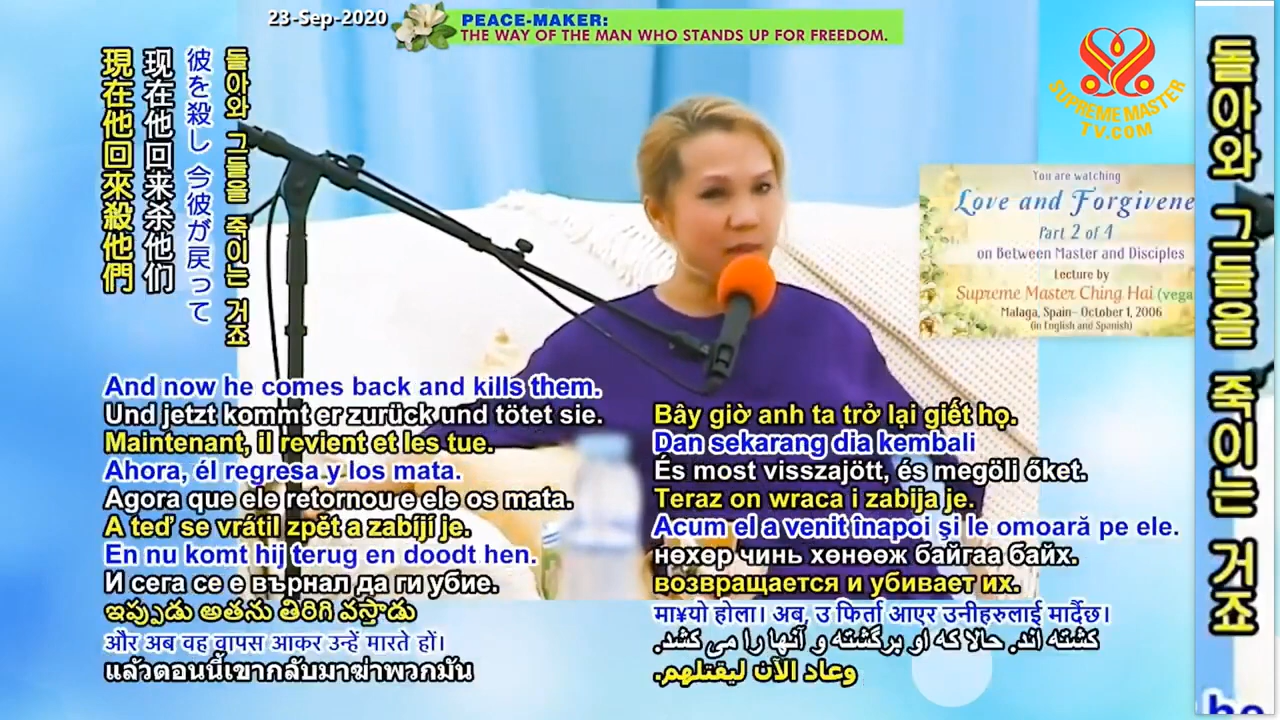 23-Sep-2020
PEACE-MAKER:
THE WAY OF THE MAN WHO STANDS UP FOR FREEDOM.
SUPREME MASTER
TV.COM
現在他回來殺他們
现在他回来杀他们
彼を殺し 今彼が戻って
돌아와 그들을 죽이는 거죠
You are watching
Love and Forgivene
Part 2 of 4
on Between Master and Disciples
Lecture by
Supreme Master Ching Hai (vega
Malaga, Spain– October 1, 2006
(in English and Spanish)
돌아와 그들을 죽이는 거죠
And now he comes back and kills them.
Und jetzt kommt er zurück und tötet sie.
Maintenant, il revient et les tue.
Ahora, él regresa y los mata.
Agora que ele retornou e ele os mata.
A teď se vrátil zpět a zabíjí je.
En nu komt hij terug en doodt hen.
И сега се е върнал да ги убие.
ఇప్పుడు అతను తిరిగి వస్తాడు
और अब वह वापस आकर उन्हें मारते हों।
แล้วตอนนี้เขากลับมาฆ่าพวกมัน
Bây giờ anh ta trở lại giết họ.
Dan sekarang dia kembali
És most visszajött, és megöli őket.
Teraz on wraca i zabija je.
Acum el a venit înapoi şi le omoară pe ele.
нөхөр чинь хөнөөж байгаа байх.
возвращается и убивает их.
मा¥यो होला। अब, उ फिर्ता आएर उनीहरुलाई मार्दैछ।
کشته اند. حالا که او برگشته و آنها را می کشد.
وعاد الآن ليقتلهم.
he